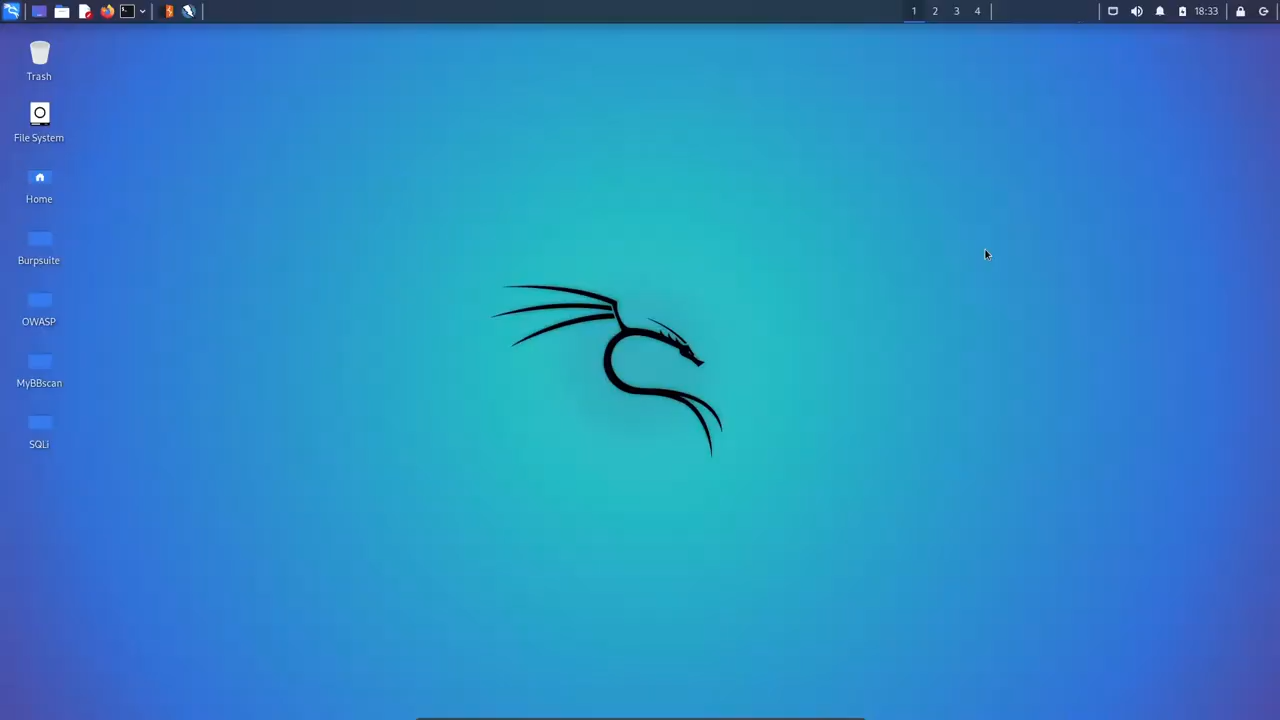 1 2 3 4
18:33
Trash
File System
Home
Burpsuite
OWASP
MyBBscan
SQLi